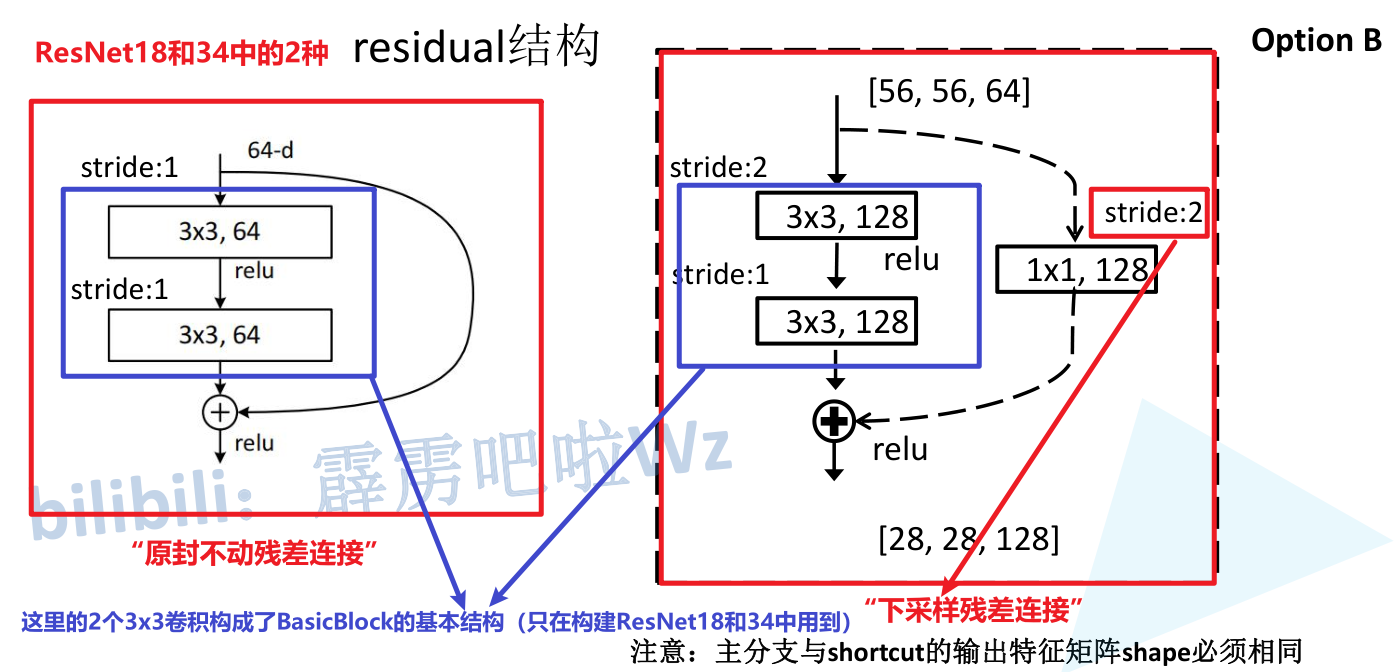 ResNet18和34中的2种 residual结构
Option B
64-d
stride:1
3x3, 64
relu
stride:1
3x3, 64
relu
“原封不动残差连接”
[56, 56, 64]
stride:2
3x3, 128
stride:2
relu
1x1, 128
stride:1
3x3, 128
relu
[28, 28, 128]
“下采样残差连接”
bilibili：霹雳吧啦Wz
这里的2个3x3卷积构成了BasicBlock的基本结构（只在构建ResNet18和34中用到）
注意：主分支与shortcut的输出特征矩阵shape必须相同